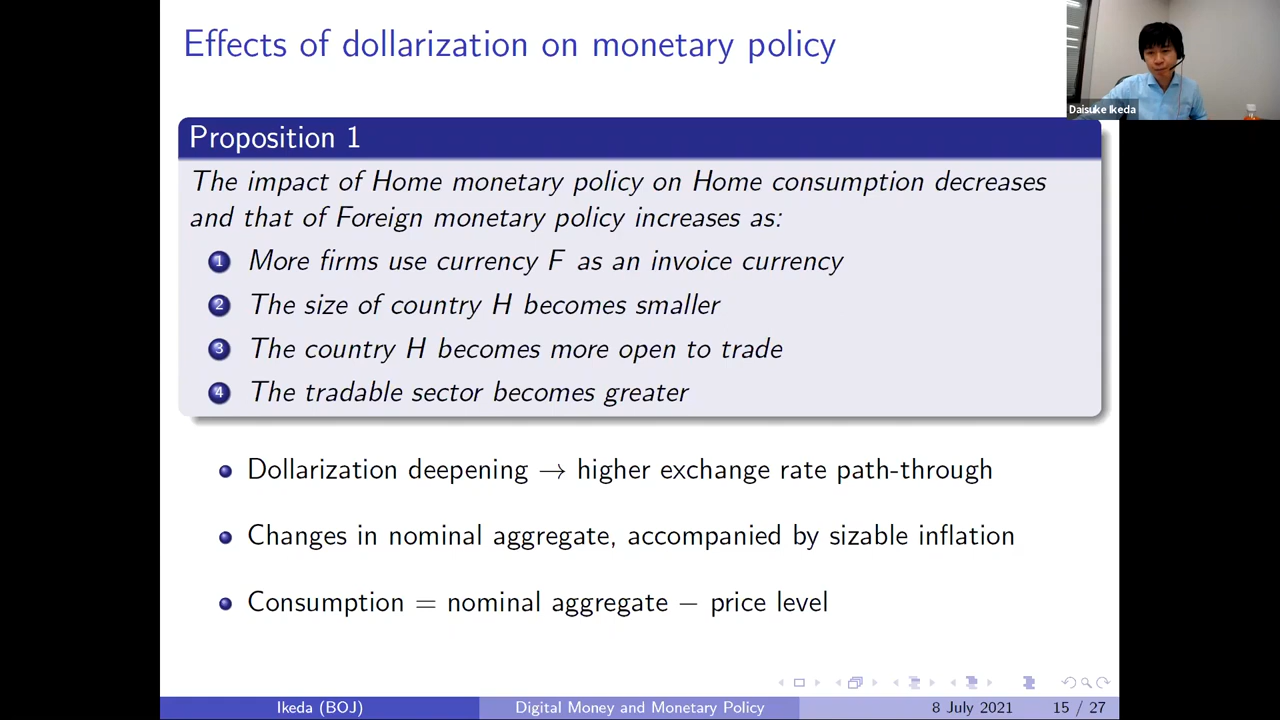 Effects of dollarization on monetary policy
Daisuke Ikeda
Proposition 1
The impact of Home monetary policy on Home consumption decreases
and that of Foreign monetary policy increases as:
1 More firms use currency F as an invoice currency
2 The size of country H becomes smaller
3 The country H becomes more open to trade
4 The tradable sector becomes greater
Dollarization deepening → higher exchange rate path-through
Changes in nominal aggregate, accompanied by sizable inflation
Consumption = nominal aggregate − price level
Ikeda (BOJ) Digital Money and Monetary Policy 8 July 2021 15 / 27